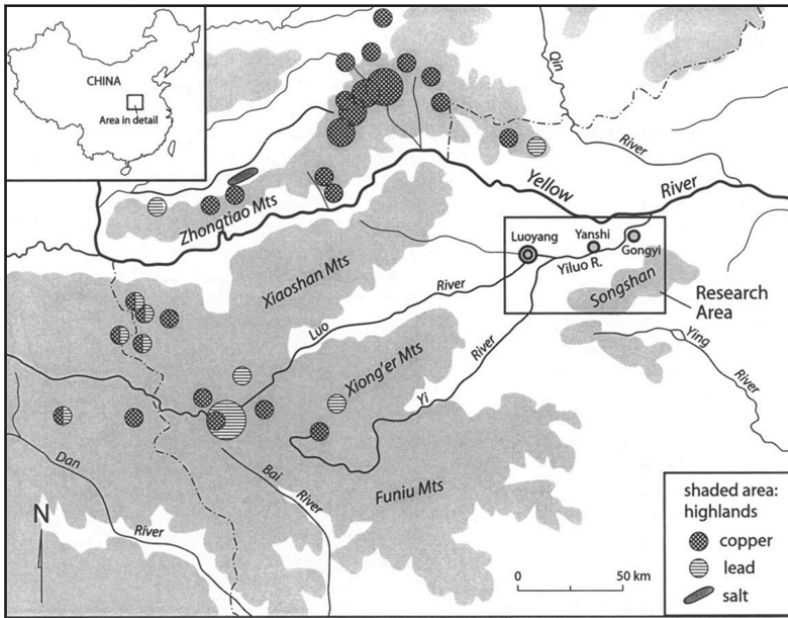 CHINA
Area in detail
Qin
River
Yellow
River
Zhongtiao Mts
Luoyang
Yanshi
Gongyi
Yiluo R.
Songshan
Research
Area
Xiaoshan Mts
Luo
River
Xiong'er Mts
Yi
River
Ying
River
Funiu Mts
Dan
River
Bai
River
N
0
50 km
shaded area:
highlands
copper
lead
salt